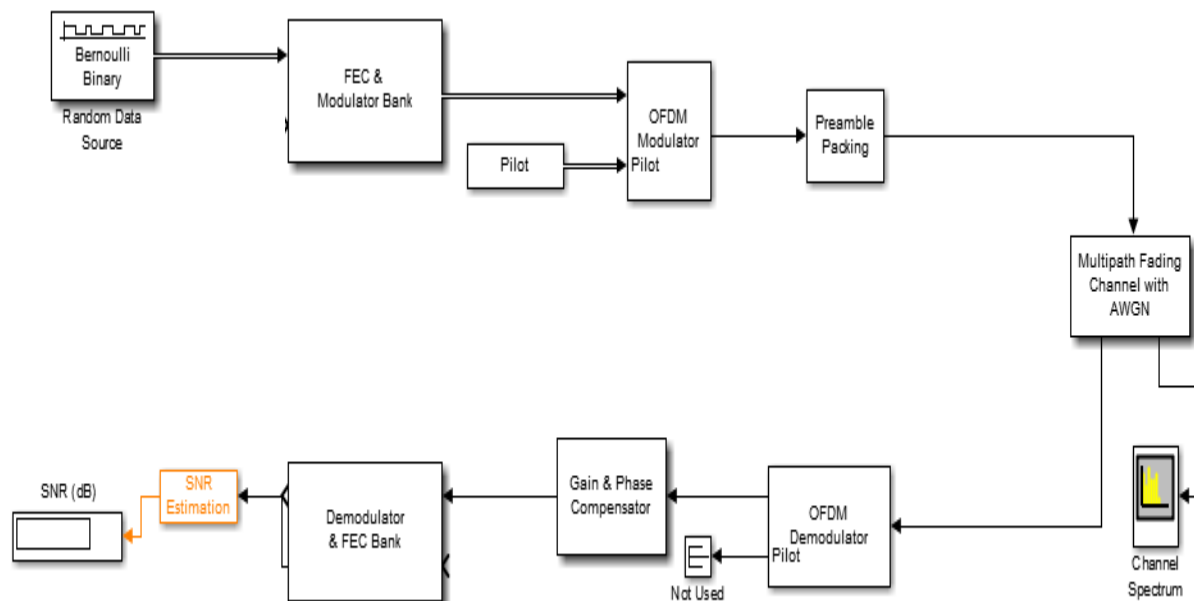 Bernoulli
Binary
Random Data
Source
FEC &
Modulator Bank
Pilot
OFDM
Modulator
Pilot
Preamble
Packing
Multipath Fading
Channel with
AWGN
SNR (dB)
SNR
Estimation
Demodulator
& FEC Bank
Gain & Phase
Compensator
OFDM
Demodulator
Pilot
Not Used
Channel
Spectrum